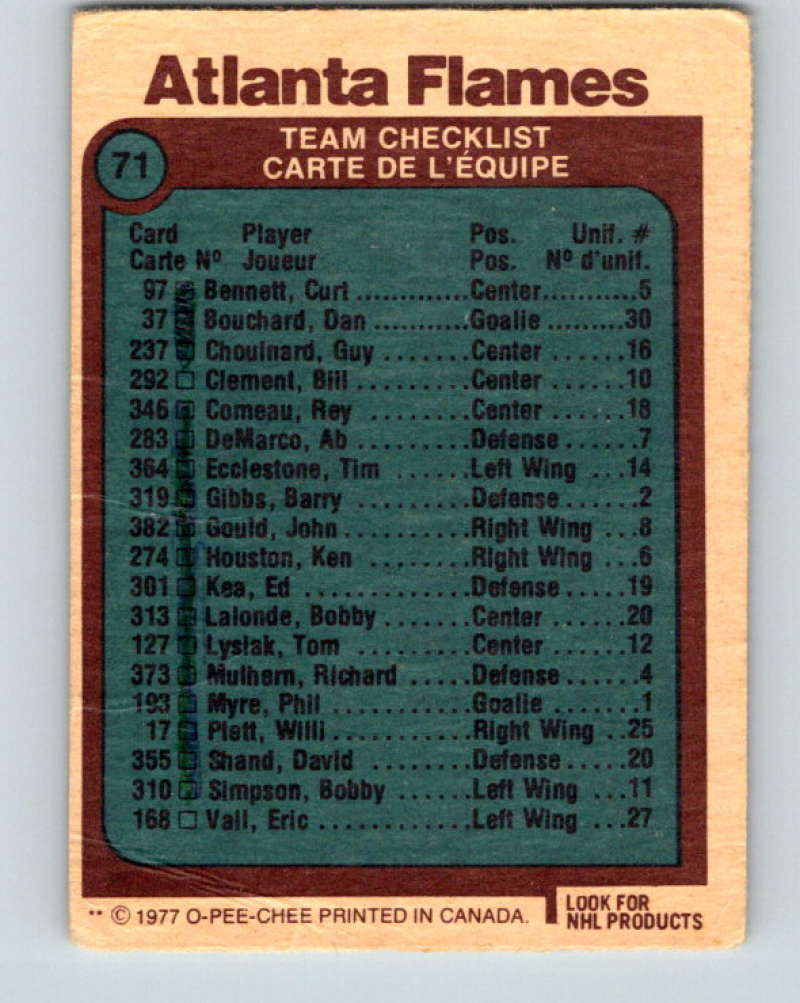 Atlanta Flames
71
TEAM CHECKLIST
CARTE DE L'ÉQUIPE
Card Player Pos. Unif. #
Carte Nº Joueur Pos. Nº d'unif.
97 Bennett, Curt .............Center...........5
37 Bouchard, Dan ...........Goalie .........30
237 Chouinard, Guy ........Center .......16
292 □ Clement, Bill ..........Center .......10
346 Comeau, Rey .........Center .......18
283 DeMarco, Ab ..........Defense .......7
364 Ecclestone, Tim .......Left Wing ...14
319 Gibbs, Barry ..........Defense .......2
382 Gould, John ...........Right Wing ...8
274 Houston, Ken .........Right Wing ...6
301 Kea, Ed ...............Defense .....19
313 Lalonde, Bobby ........Center .......20
127 Lysiak, Tom ..........Center .......12
373 Mulhern, Richard .....Defense .......4
193 Myre, Phil ............Goalie ........1
17 Plett, Willi ............Right Wing ..25
355 Shand, David .........Defense .....20
310 Simpson, Bobby ......Left Wing ...11
168 □ Vail, Eric .............Left Wing ...27
** © 1977 O-PEE-CHEE PRINTED IN CANADA.
LOOK FOR
NHL PRODUCTS